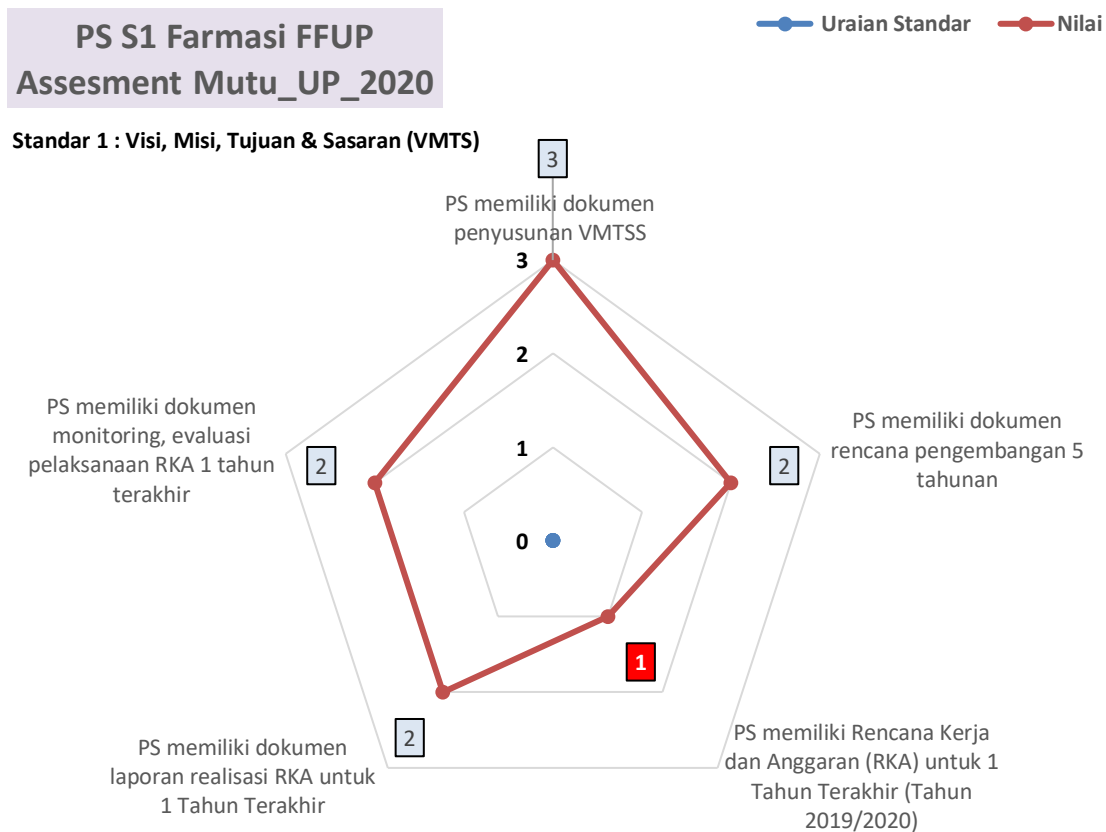 PS S1 Farmasi FFUP
Assesment Mutu_UP_2020
Uraian Standar
Nilai
Standar 1 : Visi, Misi, Tujuan & Sasaran (VMTS)
3
PS memiliki dokumen
penyusunan VMTSS
3
2
1
0
PS memiliki dokumen
rencana pengembangan 5
tahunan
2
PS memiliki Rencana Kerja
dan Anggaran (RKA) untuk 1
Tahun Terakhir (Tahun
2019/2020)
1
PS memiliki dokumen
laporan realisasi RKA untuk
1 Tahun Terakhir
2
PS memiliki dokumen
monitoring, evaluasi
pelaksanaan RKA 1 tahun
terakhir
2